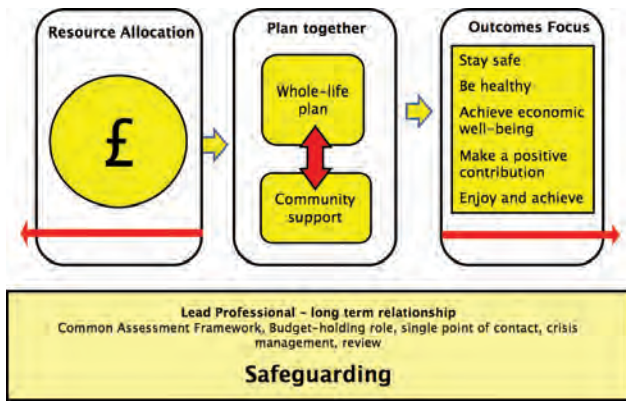 Resource Allocation
£
Plan together
Whole-life
plan
Community
support
Outcomes Focus
Stay safe
Be healthy
Achieve economic
well-being
Make a positive
contribution
Enjoy and achieve
Lead Professional - long term relationship
Common Assessment Framework, Budget-holding role, single point of contact, crisis
management, review
Safeguarding